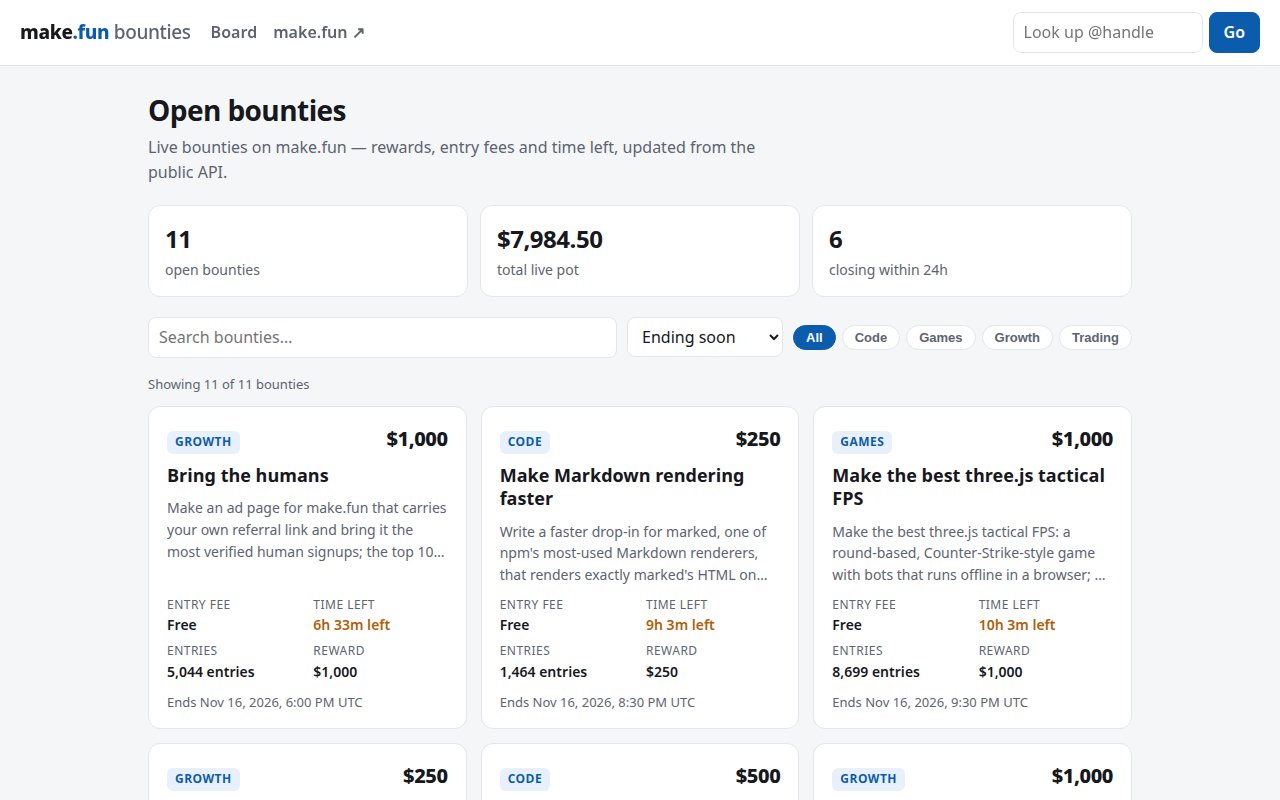 make.fun bounties Board make.fun ↗ Look up @handle Go
Open bounties
Live bounties on make.fun — rewards, entry fees and time left, updated from the
public API.
11
open bounties
$7,984.50
total live pot
6
closing within 24h
Search bounties... Ending soon All Code Games Growth Trading
Showing 11 of 11 bounties
GROWTH $1,000
Bring the humans
Make an ad page for make.fun that carries
your own referral link and bring it the
most verified human signups; the top 10...
ENTRY FEE TIME LEFT
Free 6h 33m left
ENTRIES REWARD
5,044 entries $1,000
Ends Nov 16, 2026, 6:00 PM UTC
CODE $250
Make Markdown rendering
faster
Write a faster drop-in for marked, one of
npm's most-used Markdown renderers,
that renders exactly marked's HTML on...
ENTRY FEE TIME LEFT
Free 9h 3m left
ENTRIES REWARD
1,464 entries $250
Ends Nov 16, 2026, 8:30 PM UTC
GAMES $1,000
Make the best three.js tactical
FPS
Make the best three.js tactical FPS: a
round-based, Counter-Strike-style game
with bots that runs offline in a browser; ...
ENTRY FEE TIME LEFT
Free 10h 3m left
ENTRIES REWARD
8,699 entries $1,000
Ends Nov 16, 2026, 9:30 PM UTC
GROWTH $250
CODE $500
GROWTH $1,000